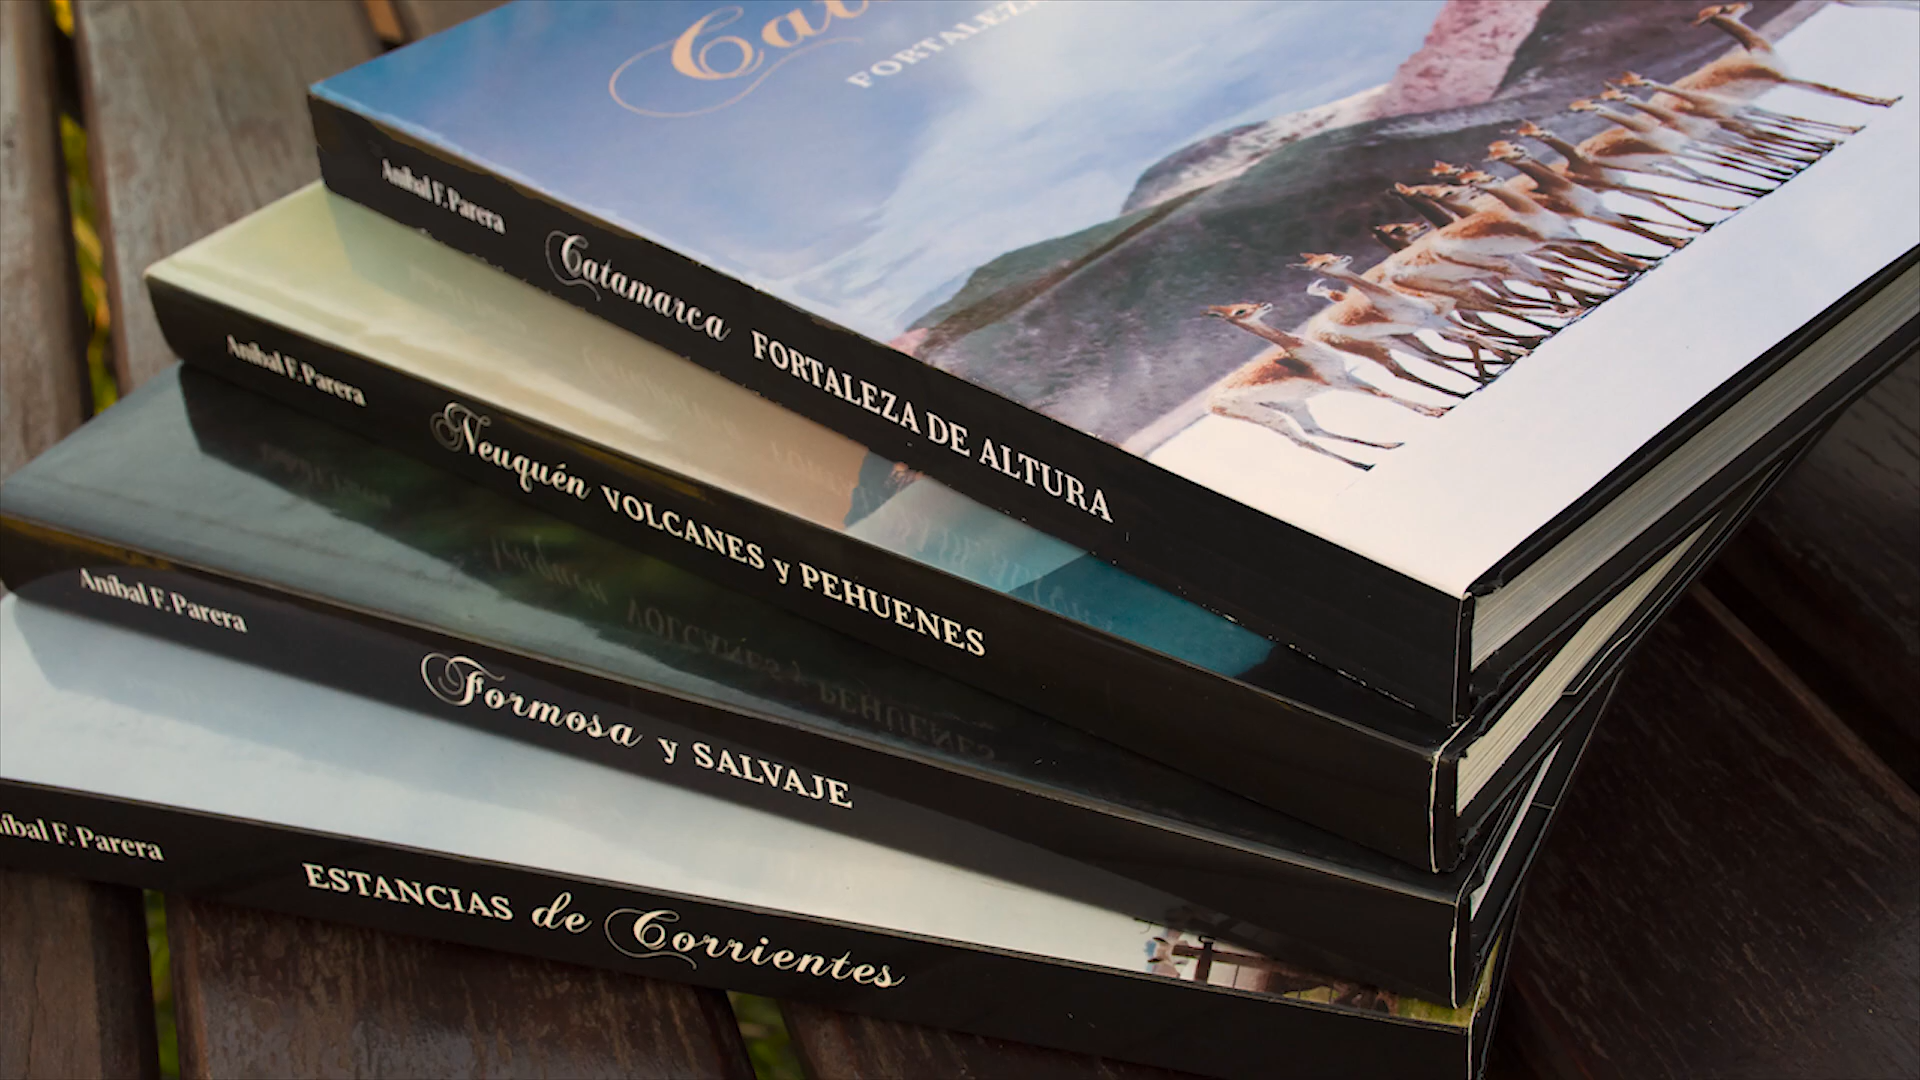 FORTALEZ
Aníbal F. Parera Catamarca FORTALEZA DE ALTURA
Aníbal F. Parera Neuquén VOLCANES y PEHUENES
Aníbal F. Parera Formosa y SALVAJE
íbal F. Parera ESTANCIAS de Corrientes